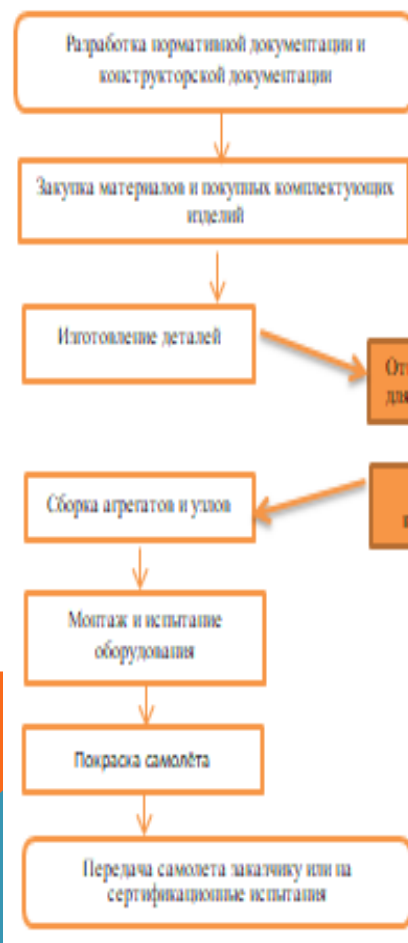 Разработка нормативной документации и
конструкторской документации
Закупка материалов и покупных комплектующих
изделий
Изготовление деталей
для
Сборка агрегатов и узлов
Монтаж и испытание
оборудования
Покраска самолёта
Передача самолета заказчику или на
сертификационные испытания